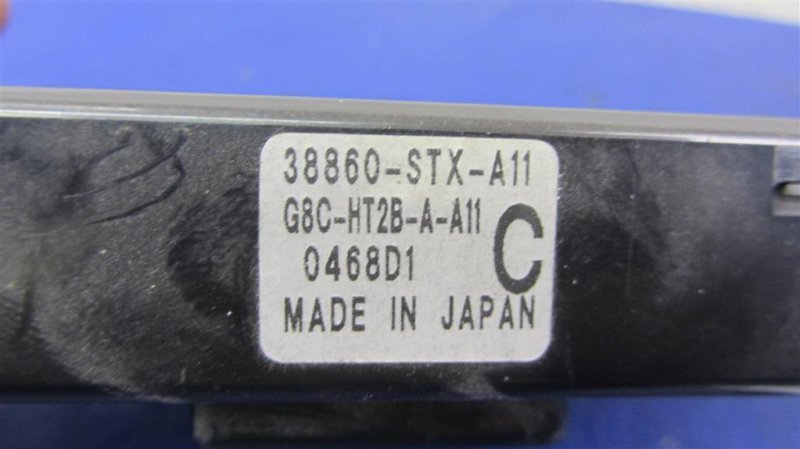 38860-STX-A11
G8C-HT2B-A-A11
C
0468D1
MADE IN JAPAN